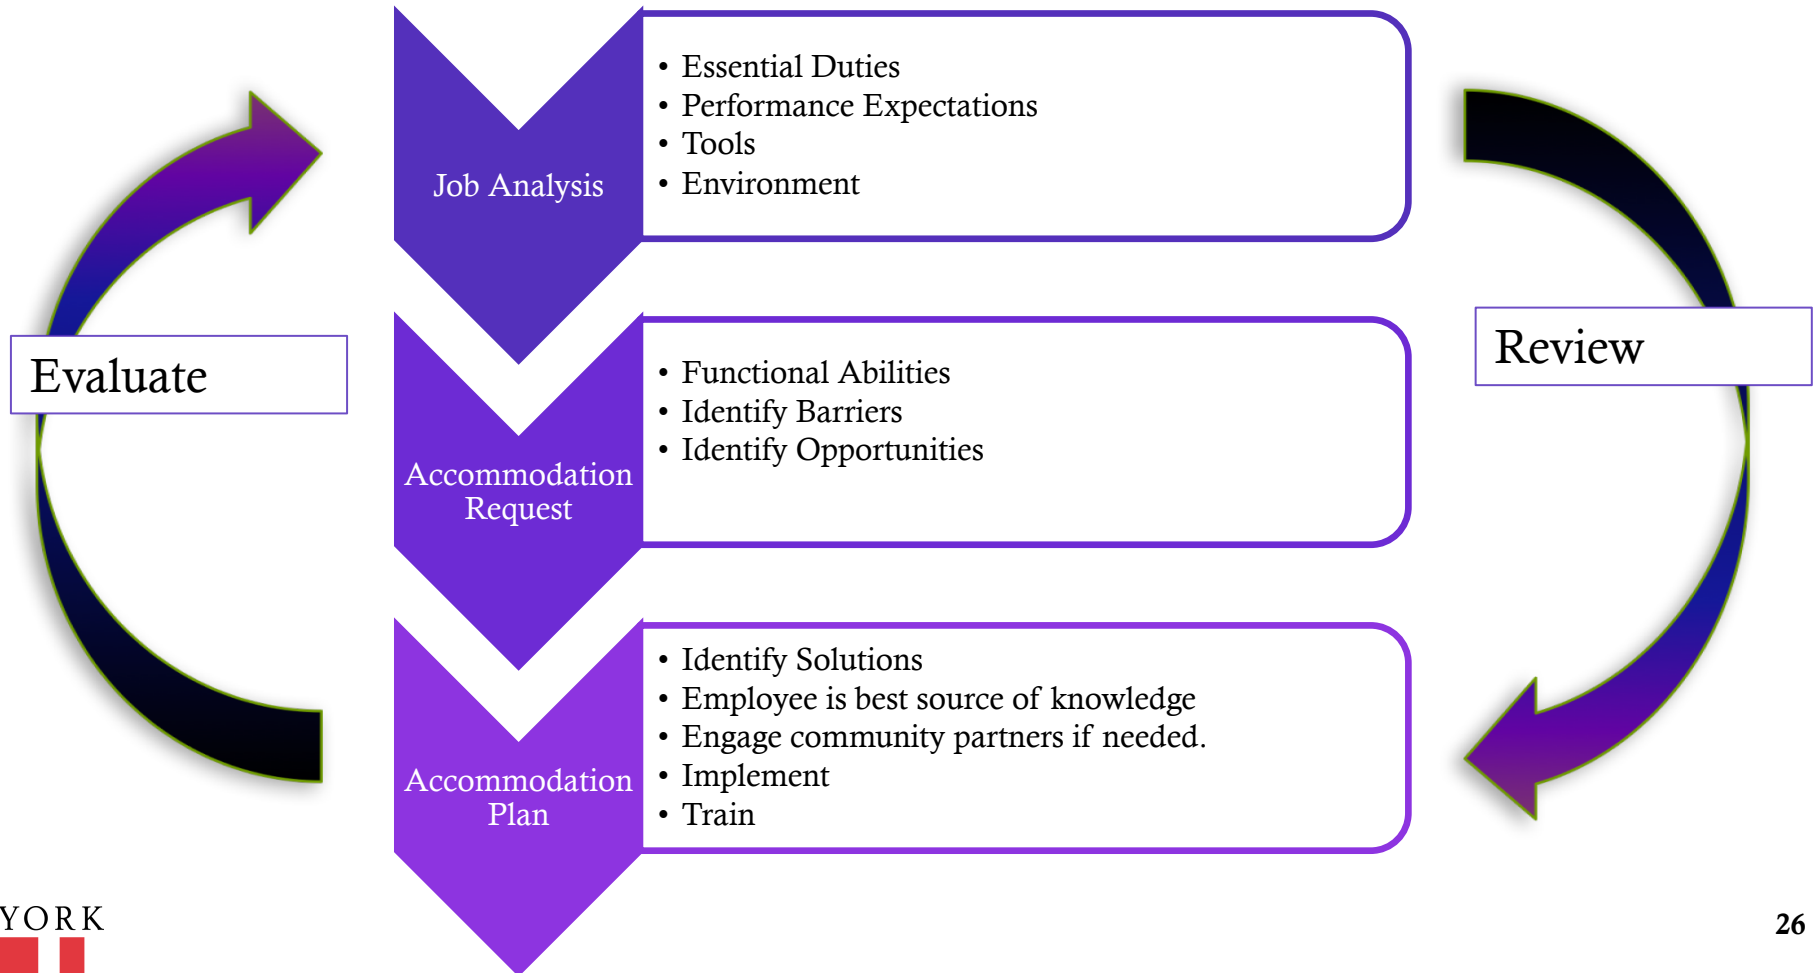 Job Analysis
• Essential Duties
• Performance Expectations
• Tools
• Environment
Evaluate
Review
Accommodation
Request
• Functional Abilities
• Identify Barriers
• Identify Opportunities
Accommodation
Plan
• Identify Solutions
• Employee is best source of knowledge
• Engage community partners if needed.
• Implement
• Train
YORK
26